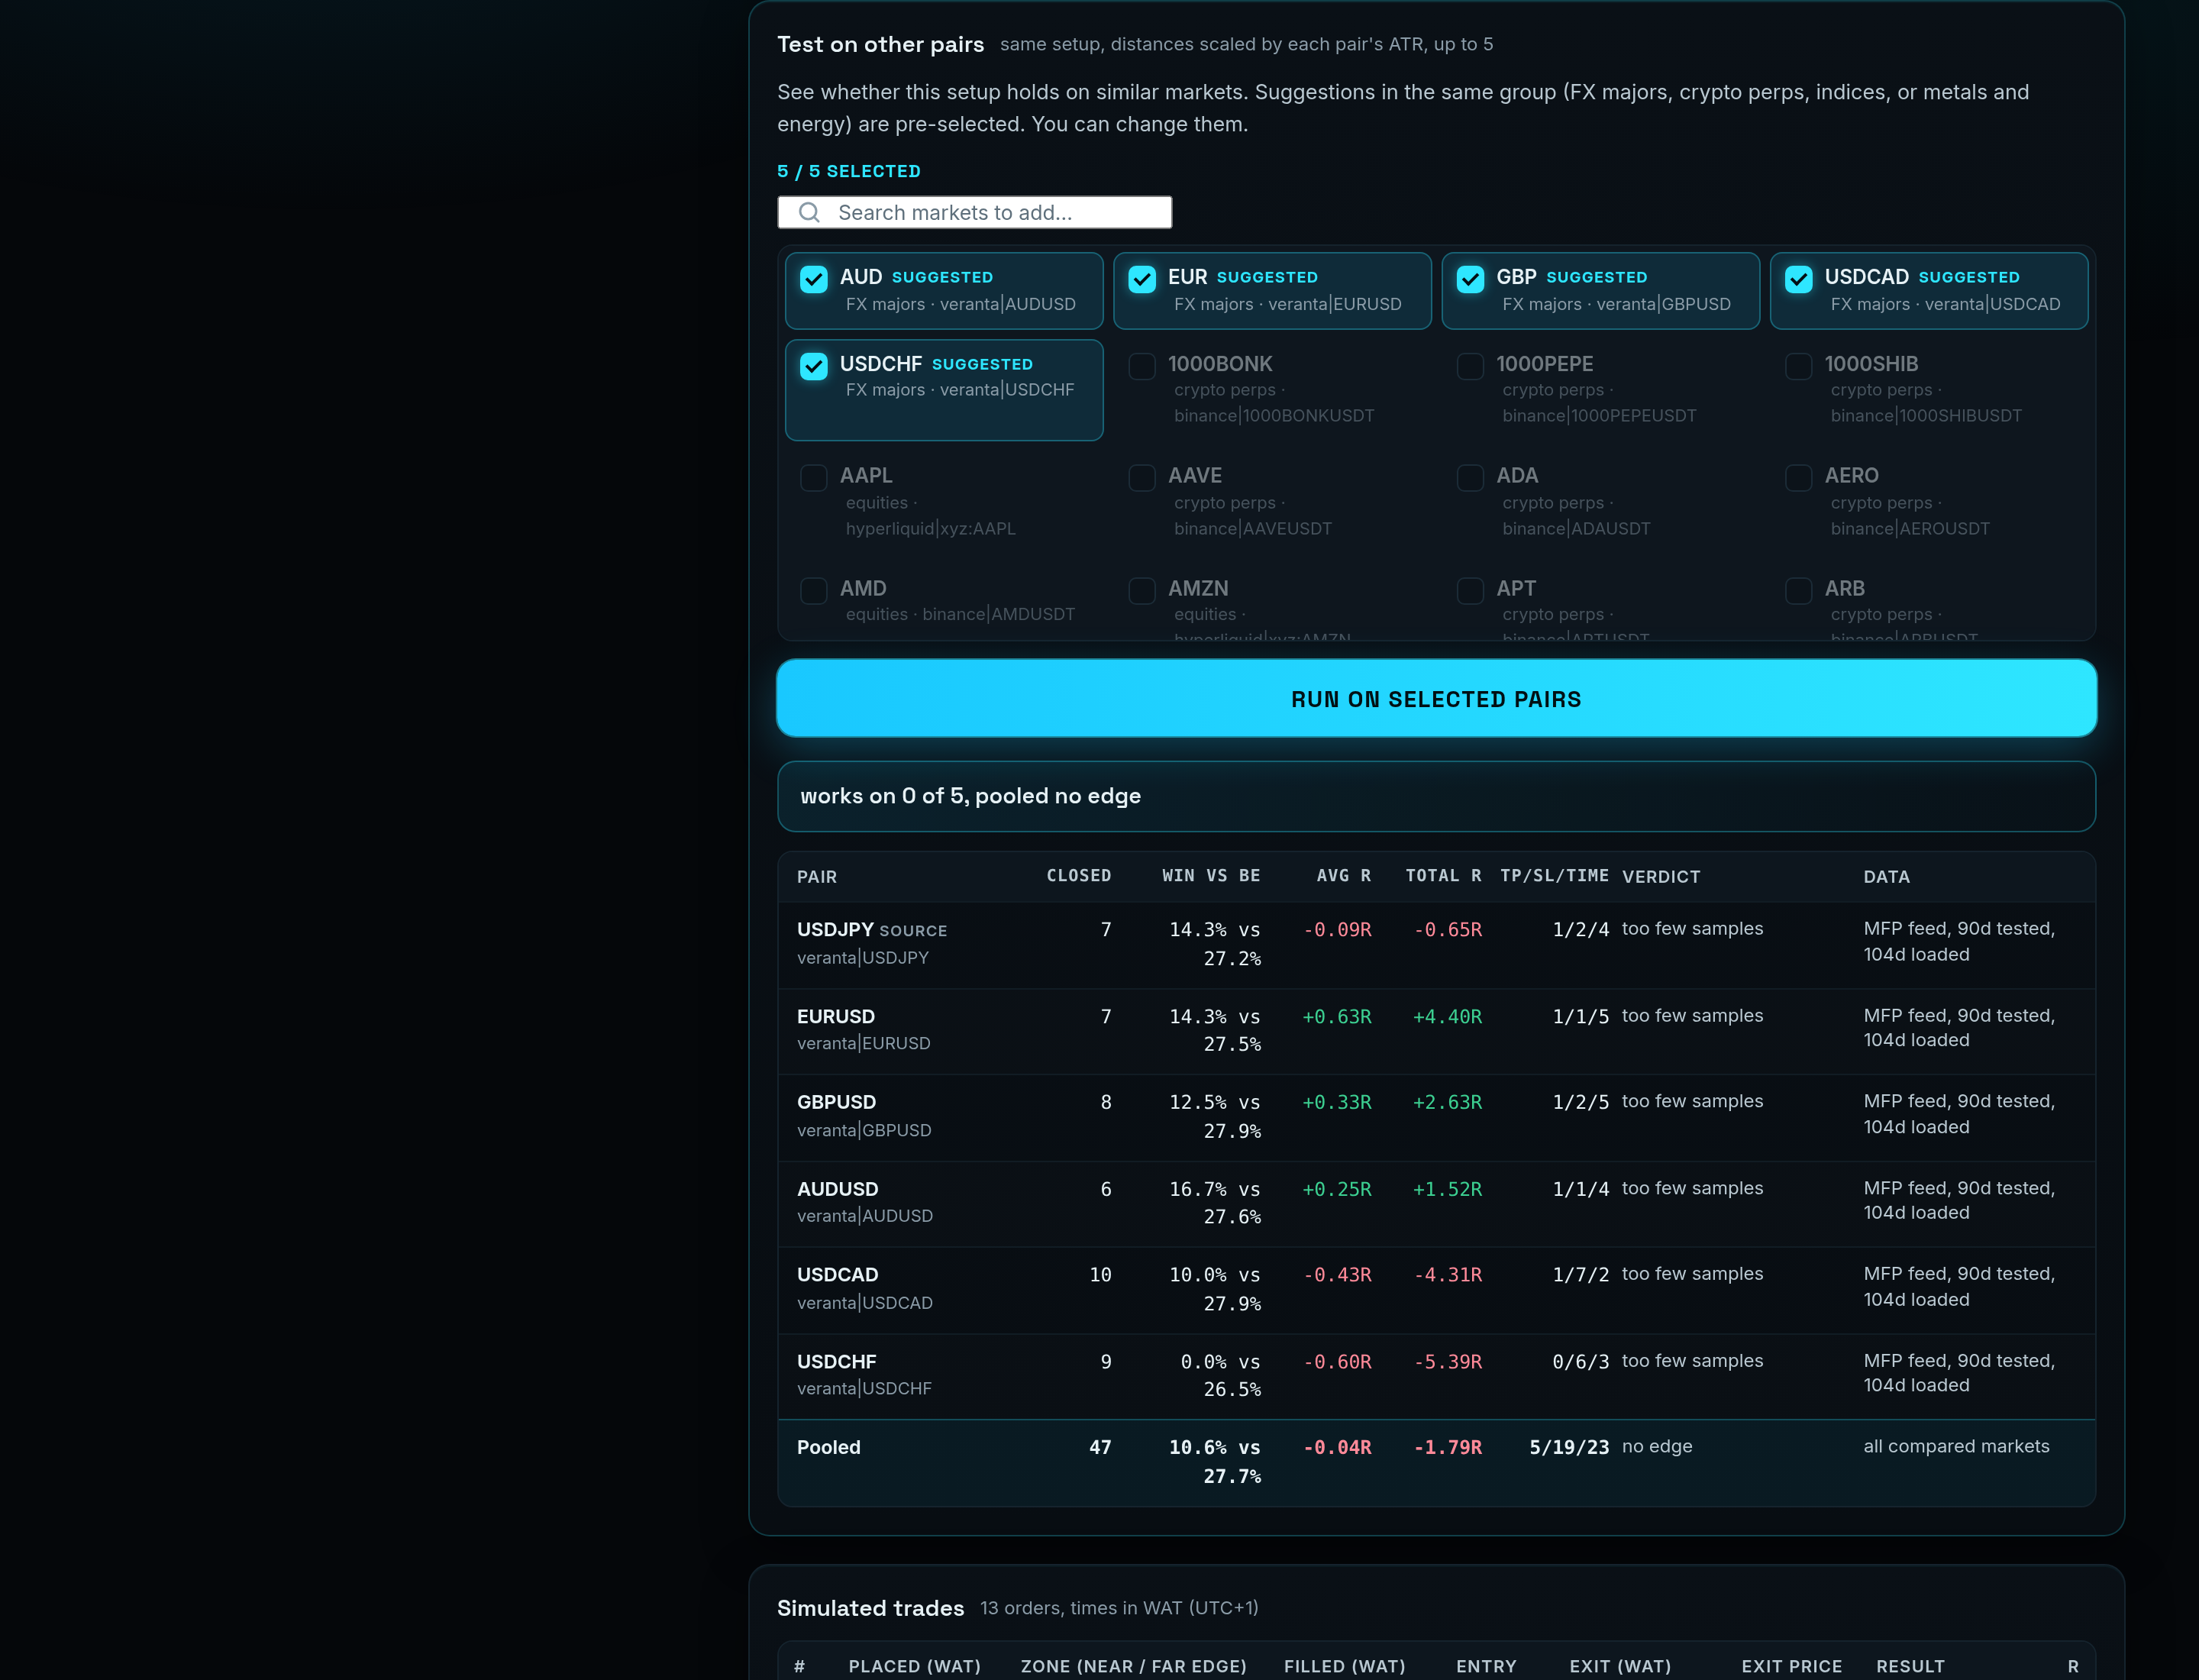 Test on other pairs same setup, distances scaled by each pair's ATR, up to 5
See whether this setup holds on similar markets. Suggestions in the same group (FX majors, crypto perps, indices, or metals and
energy) are pre-selected. You can change them.
5 / 5 SELECTED
Search markets to add...
AUD SUGGESTED
FX majors · veranta|AUDUSD
EUR SUGGESTED
FX majors · veranta|EURUSD
GBP SUGGESTED
FX majors · veranta|GBPUSD
USDCAD SUGGESTED
FX majors · veranta|USDCAD
USDCHF SUGGESTED
FX majors · veranta|USDCHF
1000BONK
crypto perps ·
binance|1000BONKUSDT
1000PEPE
crypto perps ·
binance|1000PEPEUSDT
1000SHIB
crypto perps ·
binance|1000SHIBUSDT
AAPL
equities ·
hyperliquid|xyz:AAPL
AAVE
crypto perps ·
binance|AAVEUSDT
ADA
crypto perps ·
binance|ADAUSDT
AERO
crypto perps ·
binance|AEROUSDT
AMD
equities · binance|AMDUSDT
AMZN
equities ·
hyperliquid|xyz:AMZN
APT
crypto perps ·
binance|APTUSDT
ARB
crypto perps ·
binance|ARBUSDT
RUN ON SELECTED PAIRS
works on 0 of 5, pooled no edge
PAIR CLOSED WIN VS BE AVG R TOTAL R TP/SL/TIME VERDICT DATA
USDJPY SOURCE 7 14.3% vs -0.09R -0.65R 1/2/4 too few samples MFP feed, 90d tested,
veranta|USDJPY 27.2% 104d loaded
EURUSD 7 14.3% vs +0.63R +4.40R 1/1/5 too few samples MFP feed, 90d tested,
veranta|EURUSD 27.5% 104d loaded
GBPUSD 8 12.5% vs +0.33R +2.63R 1/2/5 too few samples MFP feed, 90d tested,
veranta|GBPUSD 27.9% 104d loaded
AUDUSD 6 16.7% vs +0.25R +1.52R 1/1/4 too few samples MFP feed, 90d tested,
veranta|AUDUSD 27.6% 104d loaded
USDCAD 10 10.0% vs -0.43R -4.31R 1/7/2 too few samples MFP feed, 90d tested,
veranta|USDCAD 27.9% 104d loaded
USDCHF 9 0.0% vs -0.60R -5.39R 0/6/3 too few samples MFP feed, 90d tested,
veranta|USDCHF 26.5% 104d loaded
Pooled 47 10.6% vs -0.04R -1.79R 5/19/23 no edge all compared markets
27.7%
Simulated trades 13 orders, times in WAT (UTC+1)
# PLACED (WAT) ZONE (NEAR / FAR EDGE) FILLED (WAT) ENTRY EXIT (WAT) EXIT PRICE RESULT R